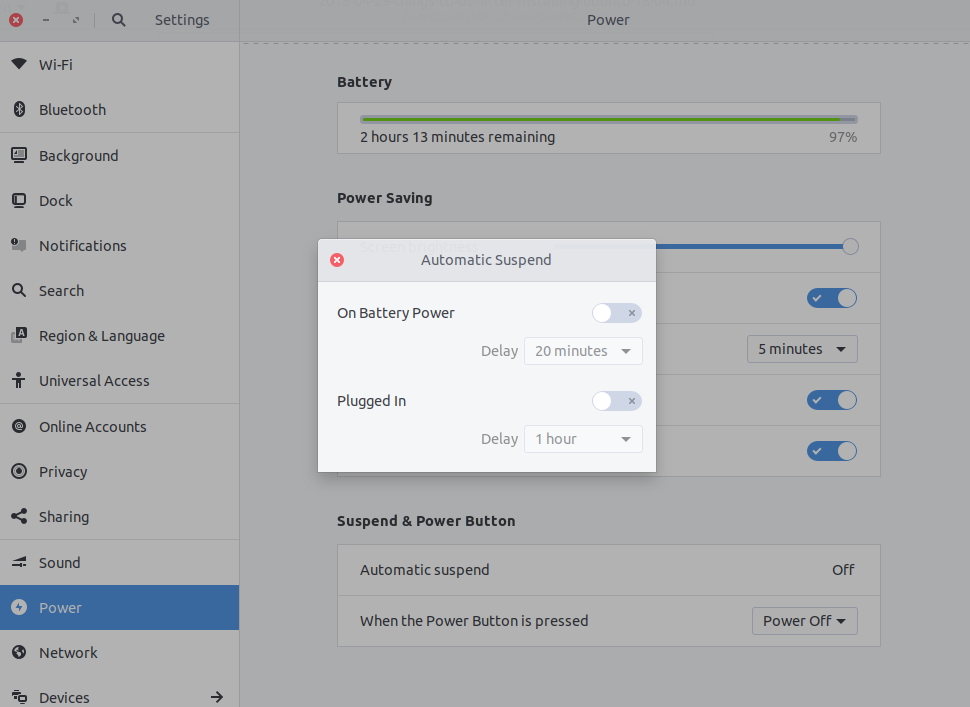 Settings
Power
Wi-Fi
Bluetooth
Background
Dock
Notifications
Search
Region & Language
Universal Access
Online Accounts
Privacy
Sharing
Sound
Power
Network
Devices
Battery
2 hours 13 minutes remaining 97%
Power Saving
5 minutes
Automatic Suspend
On Battery Power
Delay 20 minutes
Plugged In
Delay 1 hour
Suspend & Power Button
Automatic suspend Off
When the Power Button is pressed Power Off